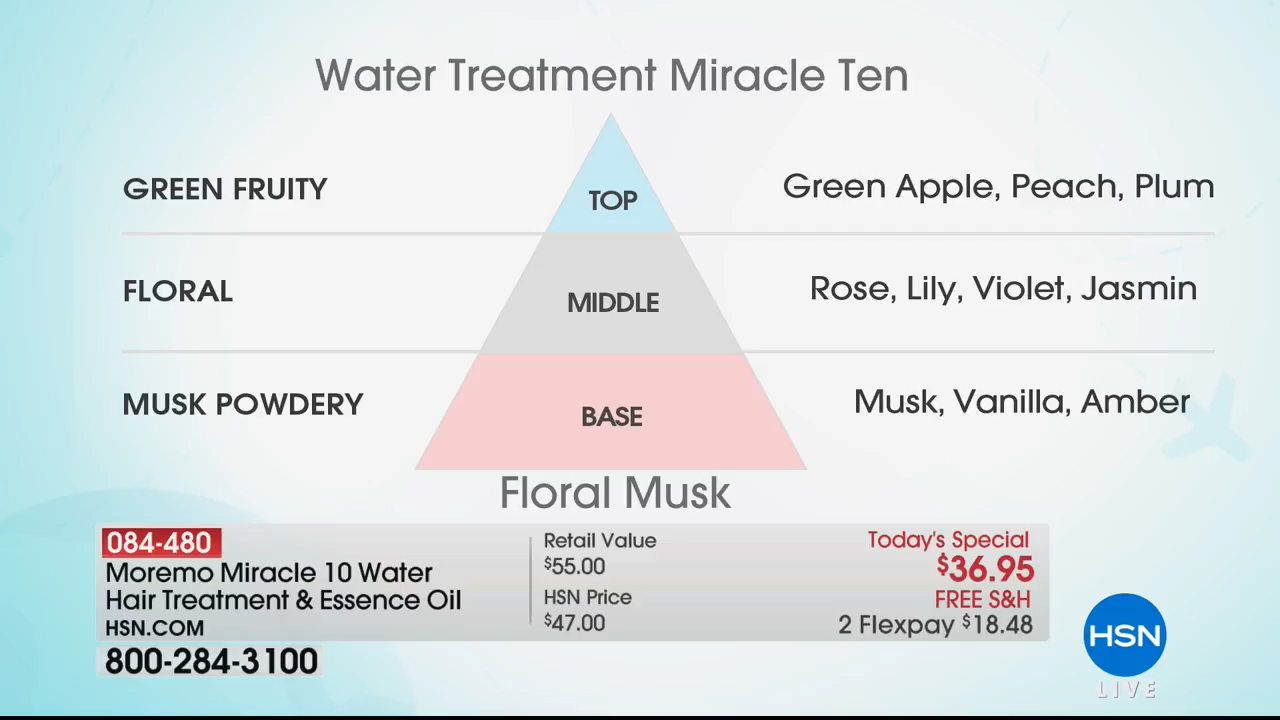 Water Treatment Miracle Ten
GREEN FRUITY
TOP
Green Apple, Peach, Plum
FLORAL
MIDDLE
Rose, Lily, Violet, Jasmin
MUSK POWDERY
BASE
Musk, Vanilla, Amber
Floral Musk
084-480
Moremo Miracle 10 Water
Hair Treatment & Essence Oil
HSN.COM
800-284-3100
Retail Value
$55.00
HSN Price
$47.00
Today's Special
$36.95
FREE S&H
2 Flexpay $18.48
HSN
LIVE